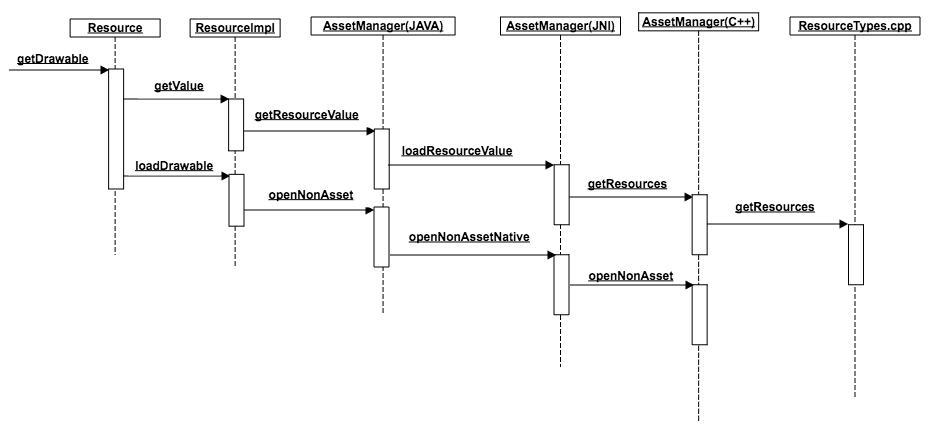 Resource
ResourceImpl
AssetManager(JAVA)
AssetManager(JNI)
AssetManager(C++)
ResourceTypes.cpp
getDrawable
getValue
getResourceValue
loadResourceValue
loadDrawable
getResources
openNonAsset
getResources
openNonAssetNative
openNonAsset